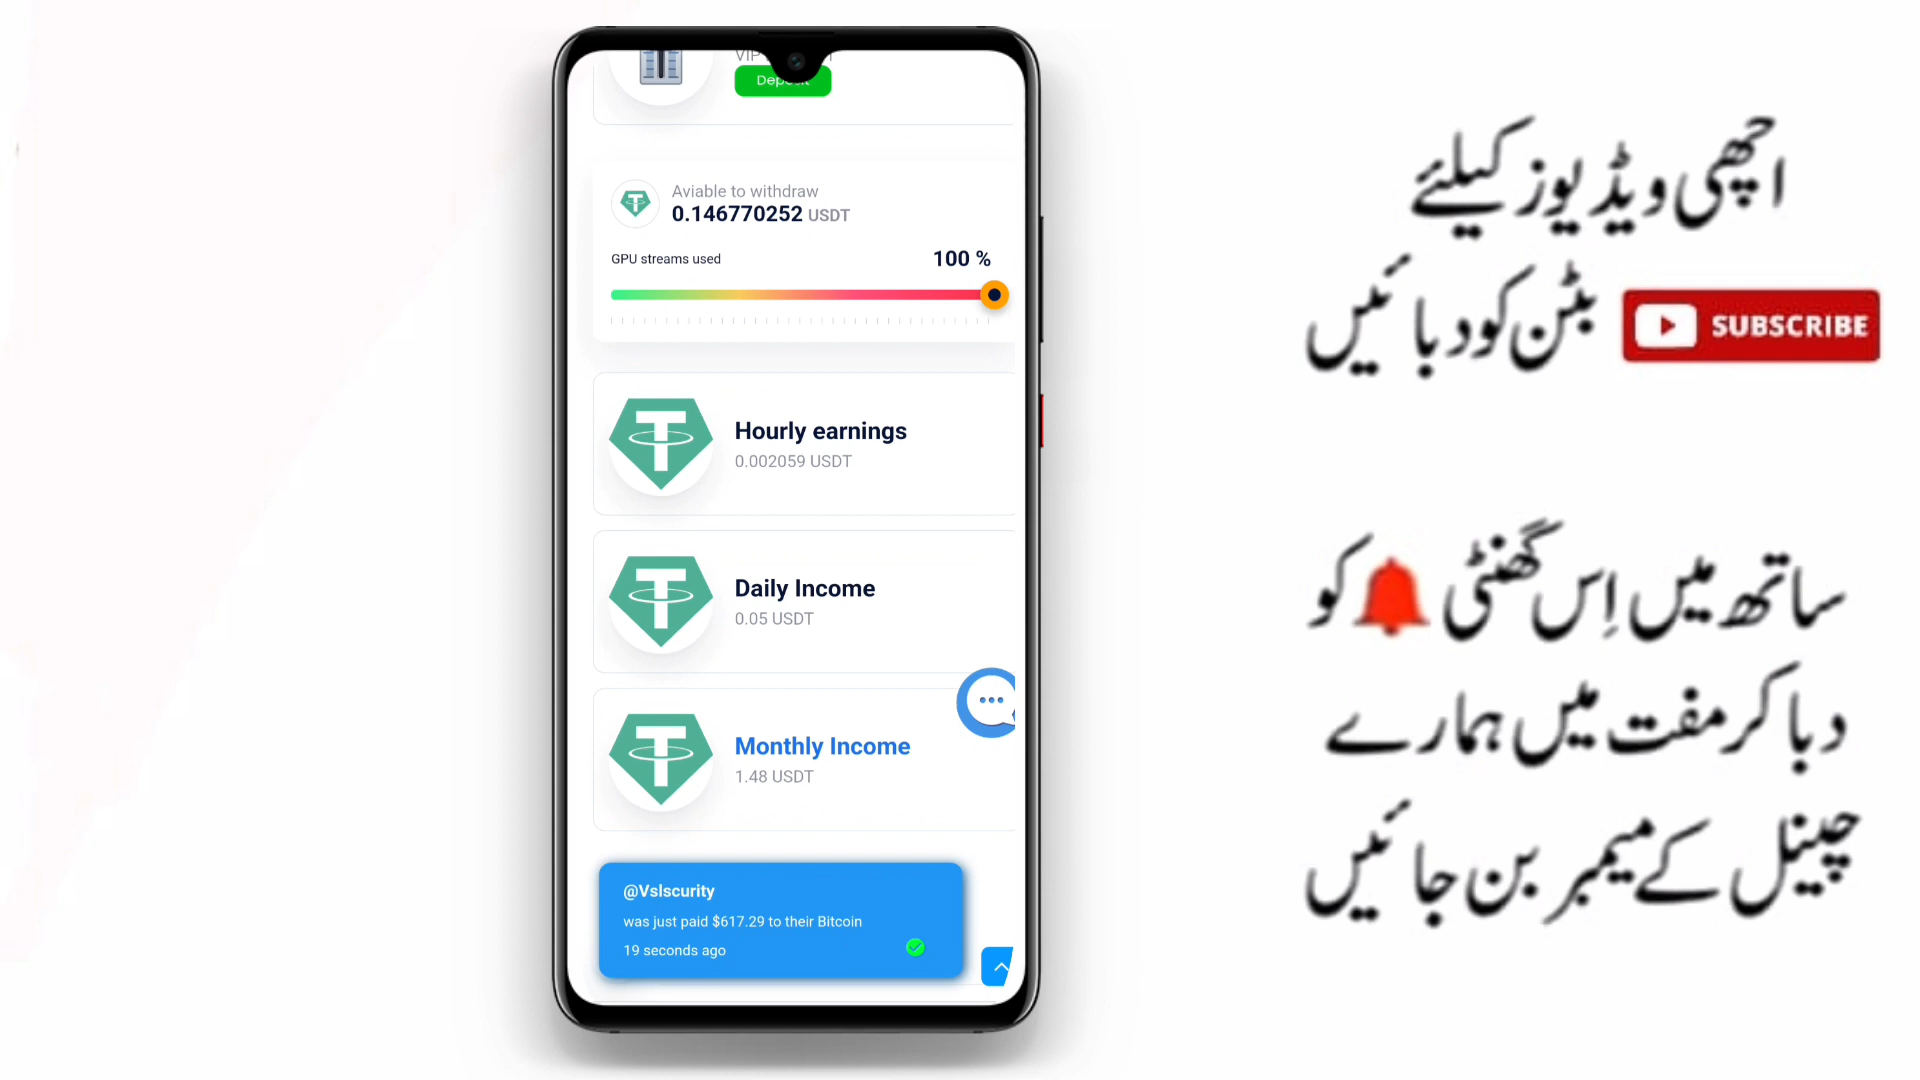 Aviable to withdraw
0.146770252 USDT
GPU streams used
100 %
Hourly earnings
0.002059 USDT
Daily Income
0.05 USDT
Monthly Income
1.48 USDT
@Vslscurity
was just paid $617.29 to their Bitcoin
19 seconds ago
اچھی ویڈیوز کیلئے
SUBSCRIBE بٹن کو دبائیں
ساتھ میں اِس گھنٹی کو
دبا کر مفت میں ہمارے
چینل کے میمبر بن جائیں